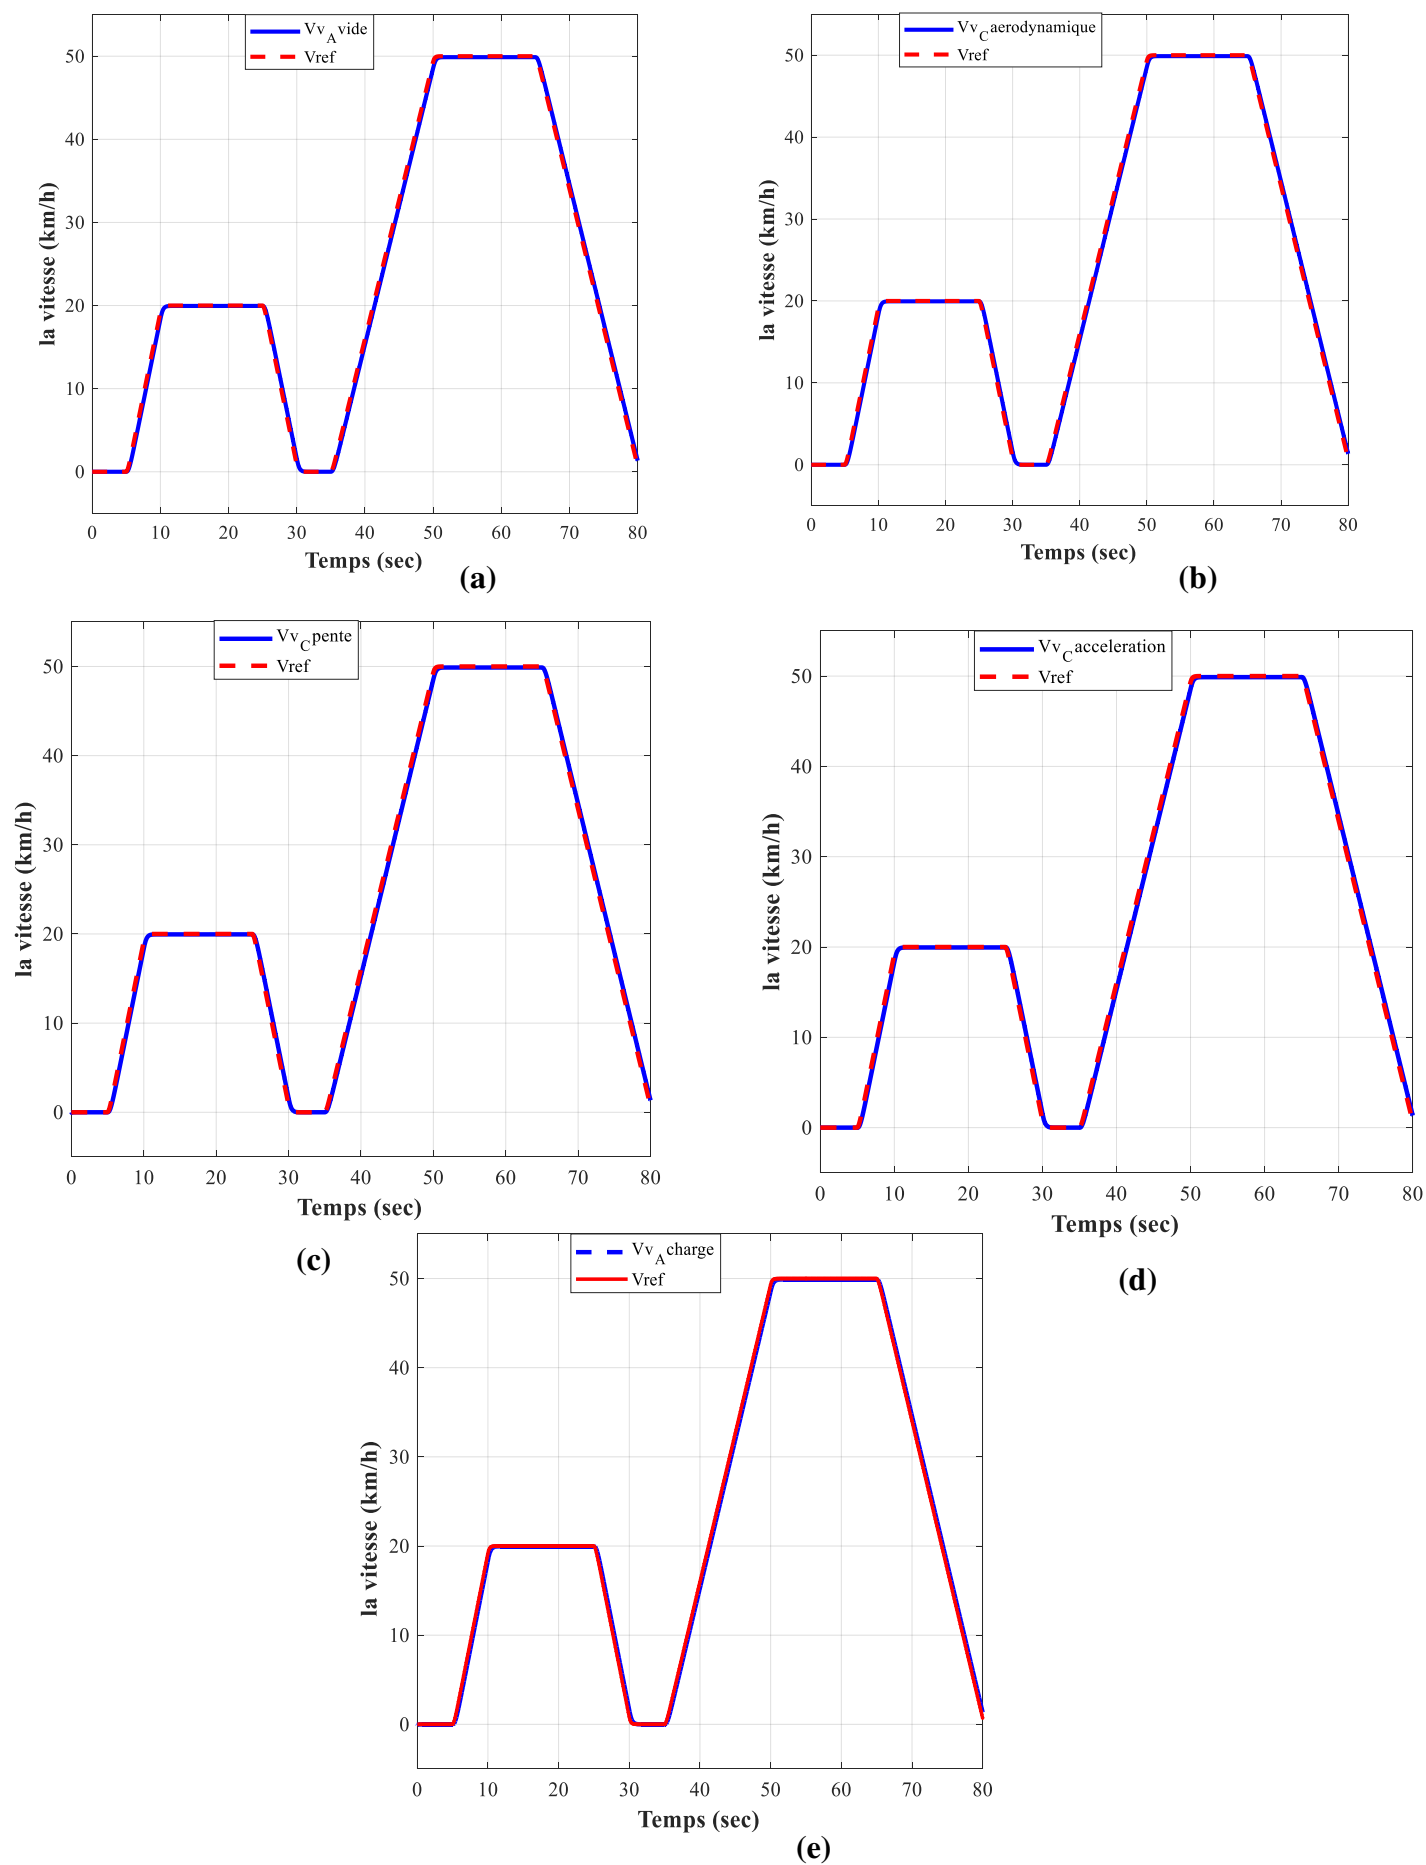 Vv_A vide
Vref
50
40
30
20
10
0
la vitesse (km/h)
0 10 20 30 40 50 60 70 80
Temps (sec)
(a)
Vv_C aerodynamique
Vref
50
40
30
20
10
0
la vitesse (km/h)
0 10 20 30 40 50 60 70 80
Temps (sec)
(b)
Vv_C pente
Vref
50
40
30
20
10
0
la vitesse (km/h)
0 10 20 30 40 50 60 70 80
Temps (sec)
(c)
Vv_C acceleration
Vref
50
40
30
20
10
0
la vitesse (km/h)
0 10 20 30 40 50 60 70 80
Temps (sec)
(d)
Vv_A charge
Vref
50
40
30
20
10
0
la vitesse (km/h)
0 10 20 30 40 50 60 70 80
Temps (sec)
(e)